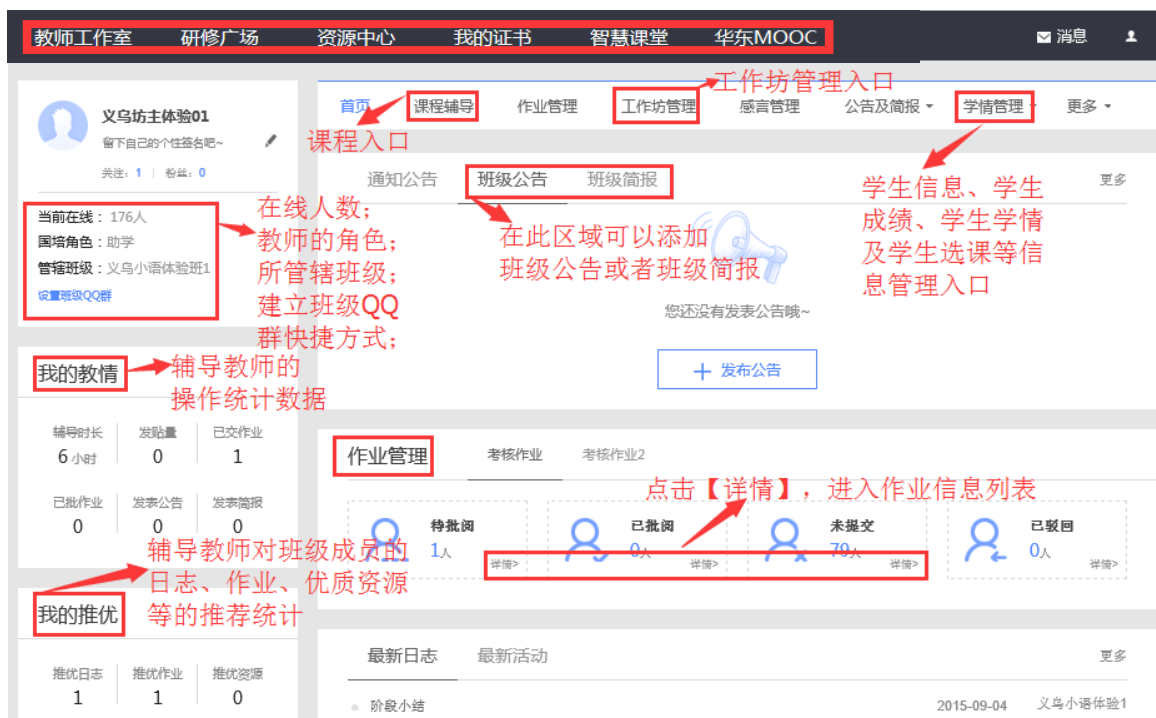 教师工作室 研修广场 资源中心 我的证书 智慧课堂 华东MOOC 消息
工作坊管理入口
首页 课程辅导 作业管理 工作坊管理 感言管理 公告及简报 学情管理 更多
课程入口
义乌坊主体验01
留下自己的个性签名吧~
关注: 1 | 粉丝: 0
当前在线:176人
国培角色:助学
管辖班级:义乌小语体验班1
设置班级QQ群
在线人数;
教师的角色;
所管辖班级;
建立班级QQ
群快捷方式;
通知公告 班级公告 班级简报 更多
在此区域可以添加
班级公告或者班级简报
学生信息、学生
成绩、学生学情
及学生选课等信
息管理入口
您还没有发表公告哦~
+ 发布公告
我的教情
辅导教师的
操作统计数据
辅导时长 发贴量 已交作业
6 小时 0 1
已批作业 发表公告 发表简报
0 0 0
辅导教师对班级成员的
日志、作业、优质资源
等的推荐统计
我的推优
推优日志 推优作业 推优资源
1 1 0
作业管理 考核作业 考核作业2
点击【详情】，进入作业信息列表
待批阅 已批阅 未提交 已驳回
1人 0人 79人 0人
详情> 详情> 详情> 详情>
最新日志 最新活动 更多
阶段小结 2015-09-04 义乌小语体验1